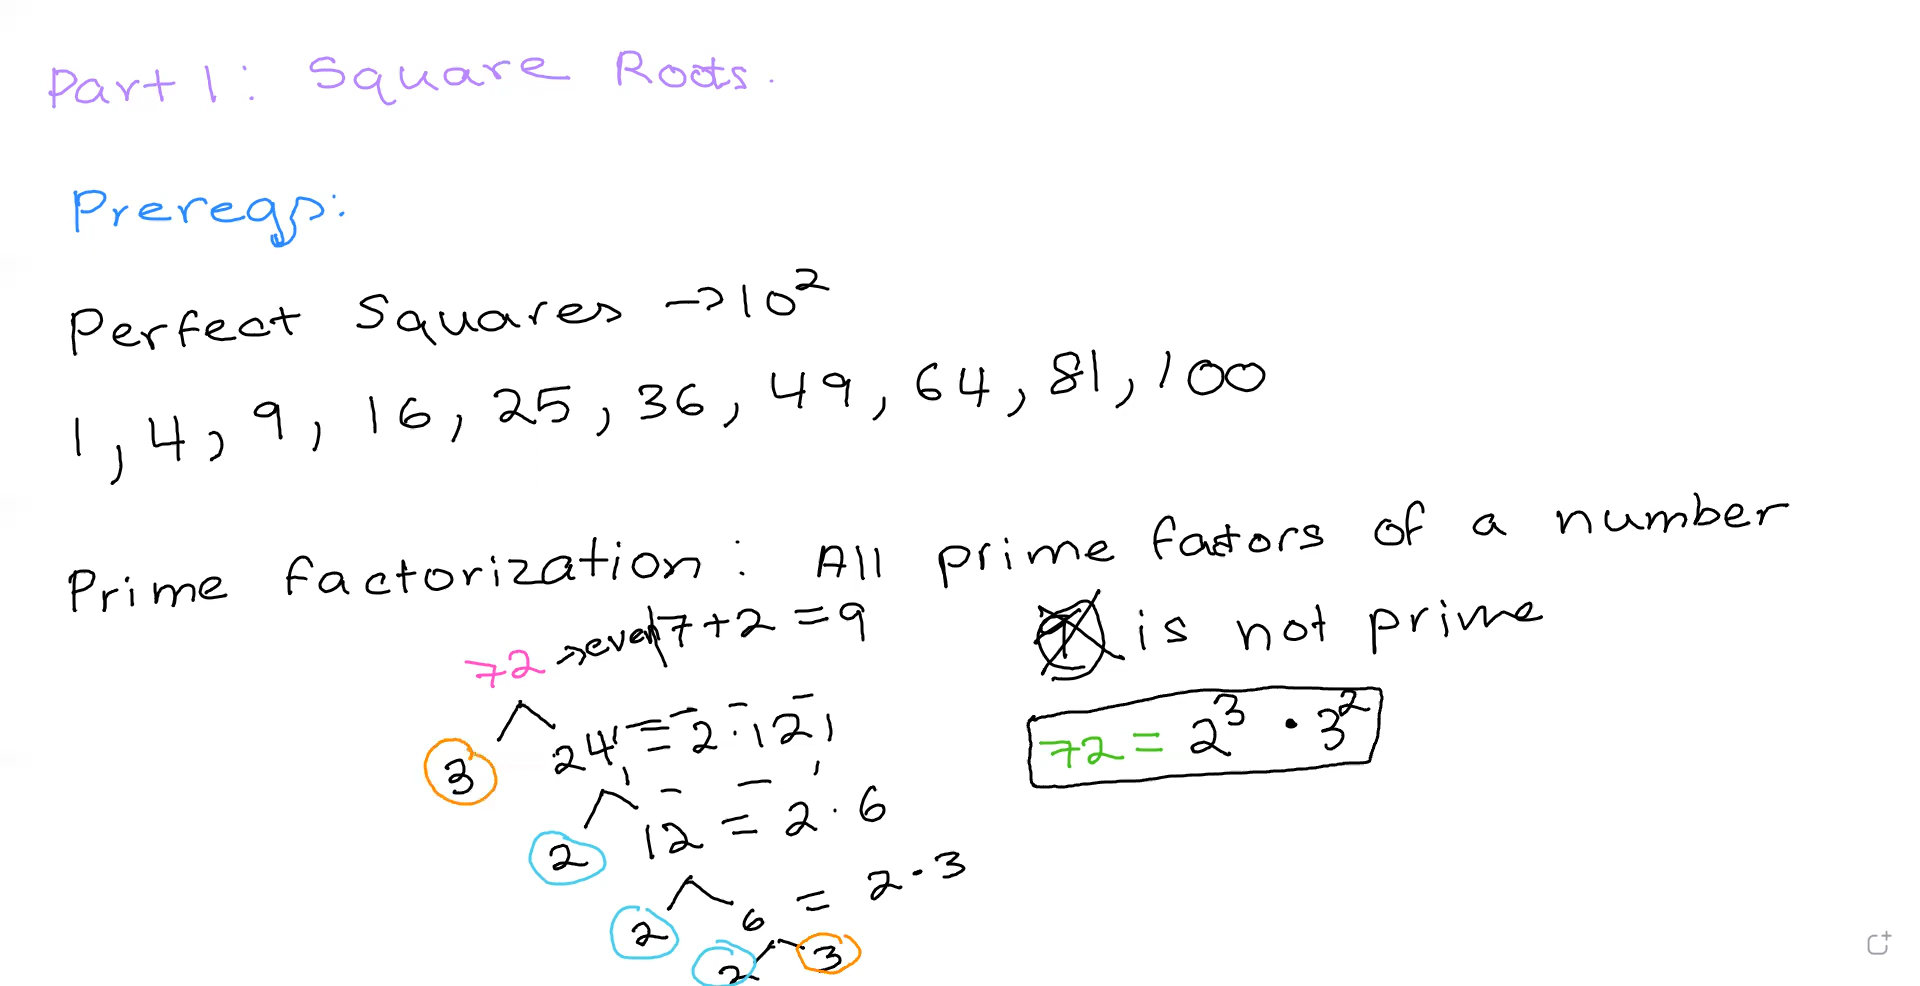 Part 1: Square Roots.
Prereqs:
Perfect Squares → 10²
1, 4, 9, 16, 25, 36, 49, 64, 81, 100
Prime factorization: All prime factors of a number
72 → even | 7 + 2 = 9
1 is not prime
3 24 = 2 · 12
72 = 2³ · 3²
2 12 = 2 · 6
2 6 = 2 · 3
2 3